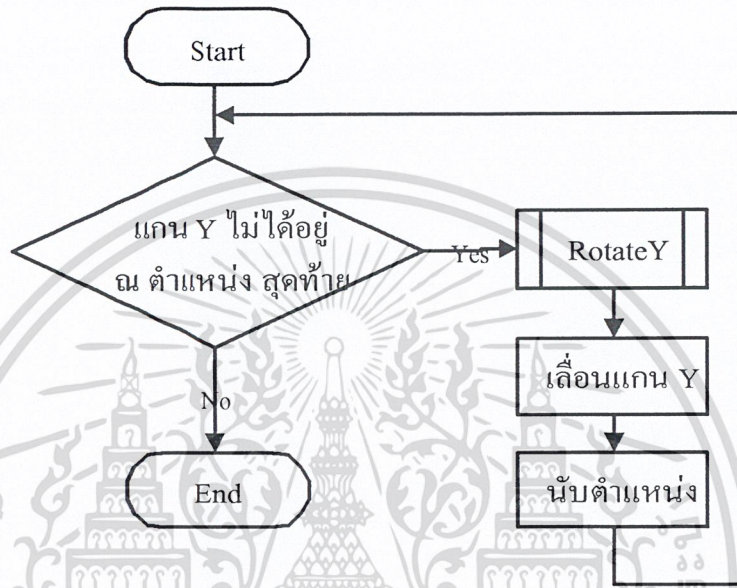 Start
แกน Y ไม่ได้อยู่
ณ ตำแหน่ง สุดท้าย
Yes
RotateY
เลื่อนแกน Y
No
End
นับตำแหน่ง